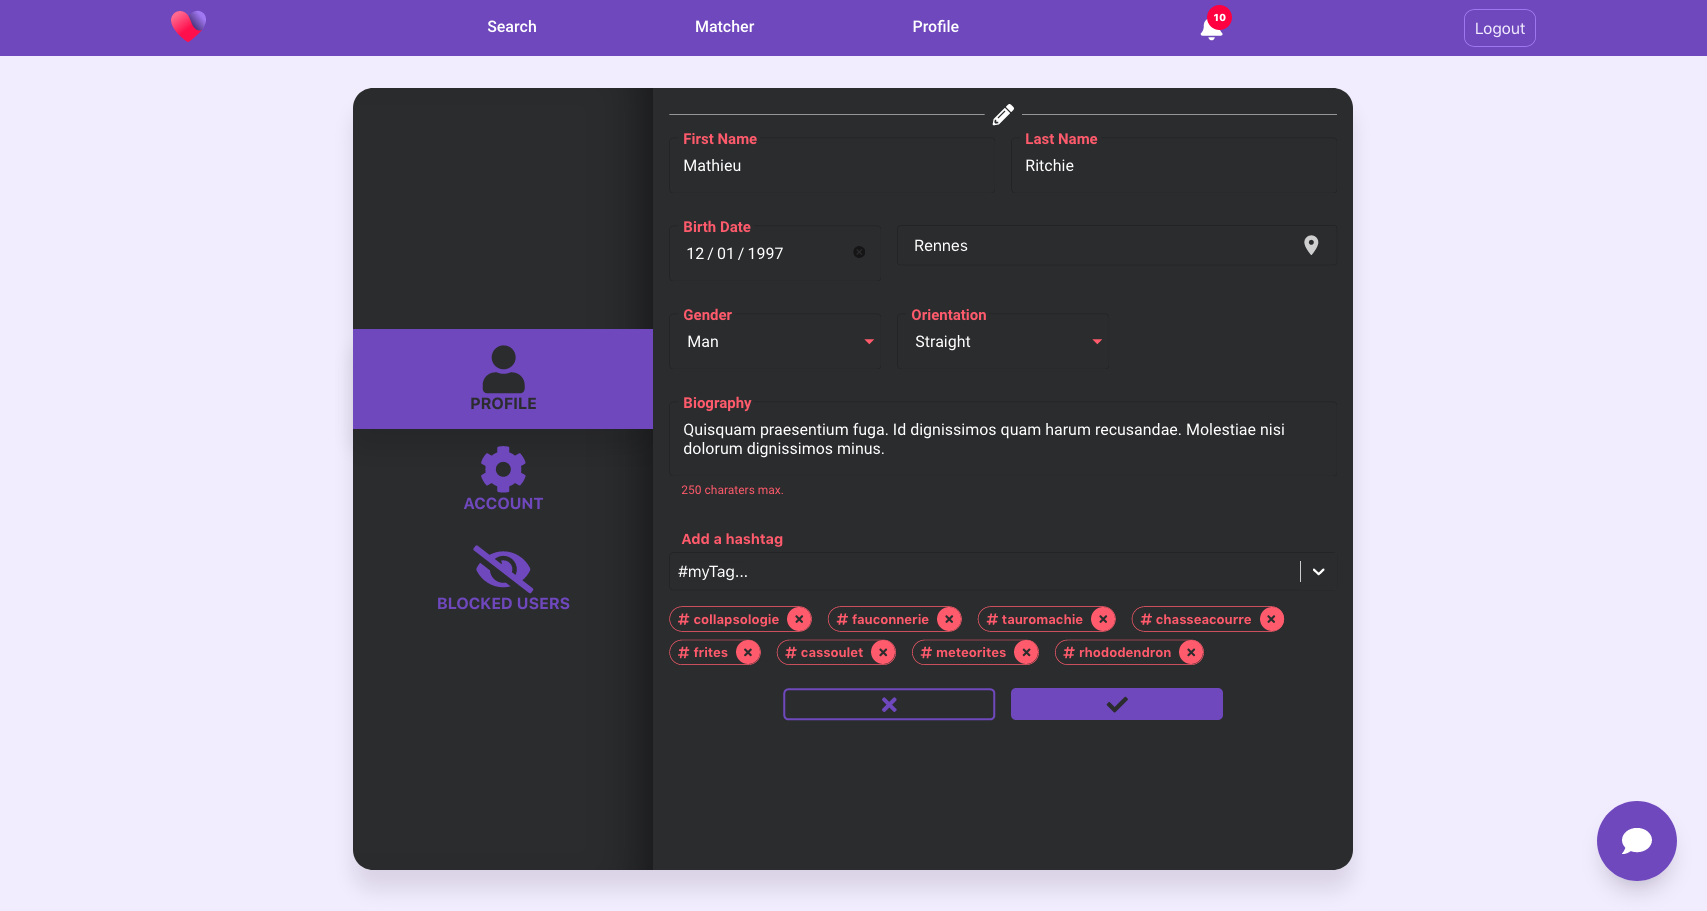 Search
Matcher
Profile
10
Logout
PROFILE
ACCOUNT
BLOCKED USERS
First Name
Mathieu
Last Name
Ritchie
Birth Date
12 / 01 / 1997
Rennes
Gender
Man
Orientation
Straight
Biography
Quisquam praesentium fuga. Id dignissimos quam harum recusandae. Molestiae nisi
dolorum dignissimos minus.
250 charaters max.
Add a hashtag
#myTag...
# collapsologie
# fauconnerie
# tauromachie
# chasseacourre
# frites
# cassoulet
# meteorites
# rhododendron